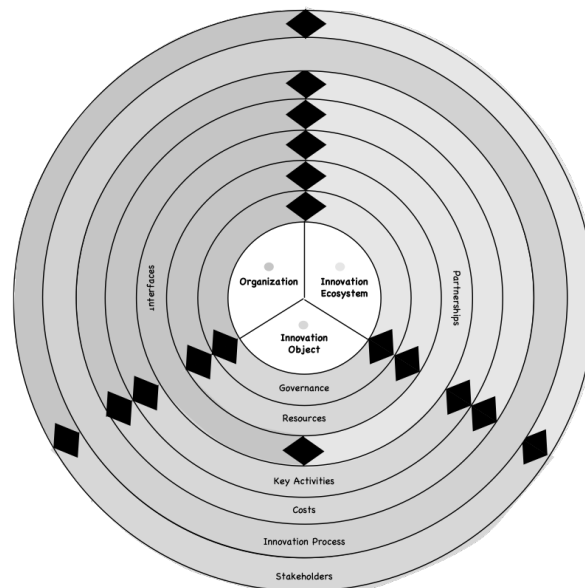 Interfaces
Organization
Innovation
Ecosystem
Partnerships
Innovation
Object
Governance
Resources
Key Activities
Costs
Innovation Process
Stakeholders